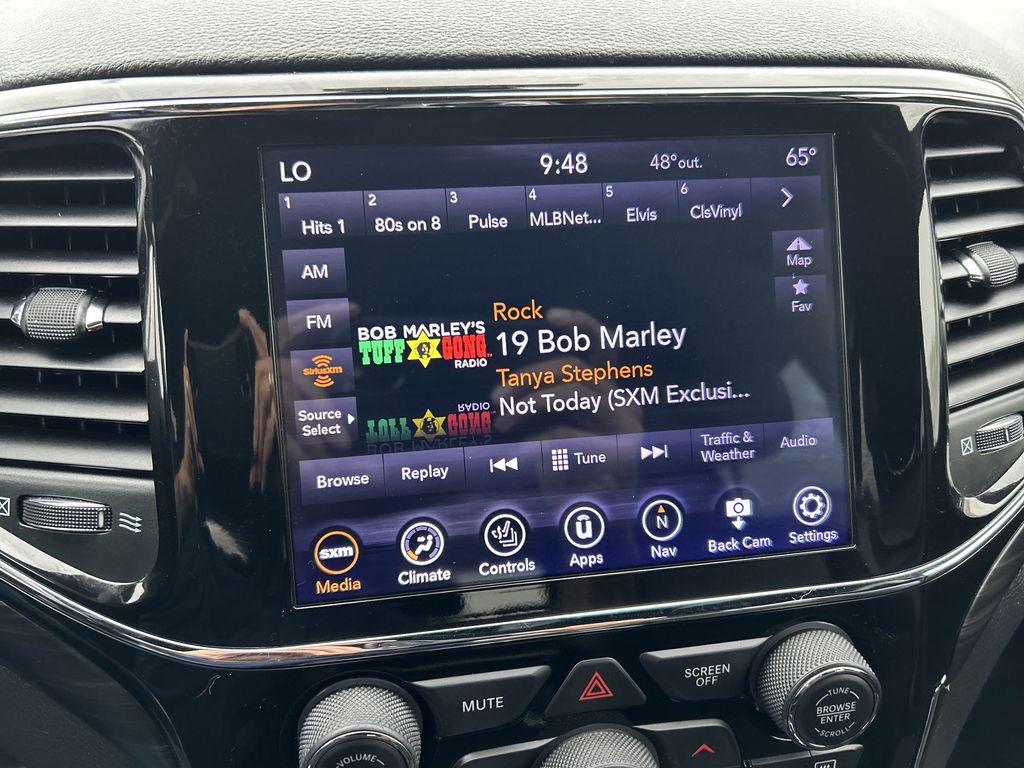 LO 9:48 48°out. 65°
1 Hits 1 2 80s on 8 3 Pulse 4 MLBNet... 5 Elvis 6 ClsVinyl
AM
Map
FM
Fav
SiriusXM
Source
Select
BOB MARLEY'S
TUFF GONG
RADIO
Rock
19 Bob Marley
Tanya Stephens
Not Today (SXM Exclusi...
Browse Replay Tune Traffic &
Weather Audio
sxm
Media Climate Controls Apps N
Nav Back Cam Settings
MUTE
SCREEN
OFF
VOLUME
TUNE
BROWSE
ENTER
SCROLL